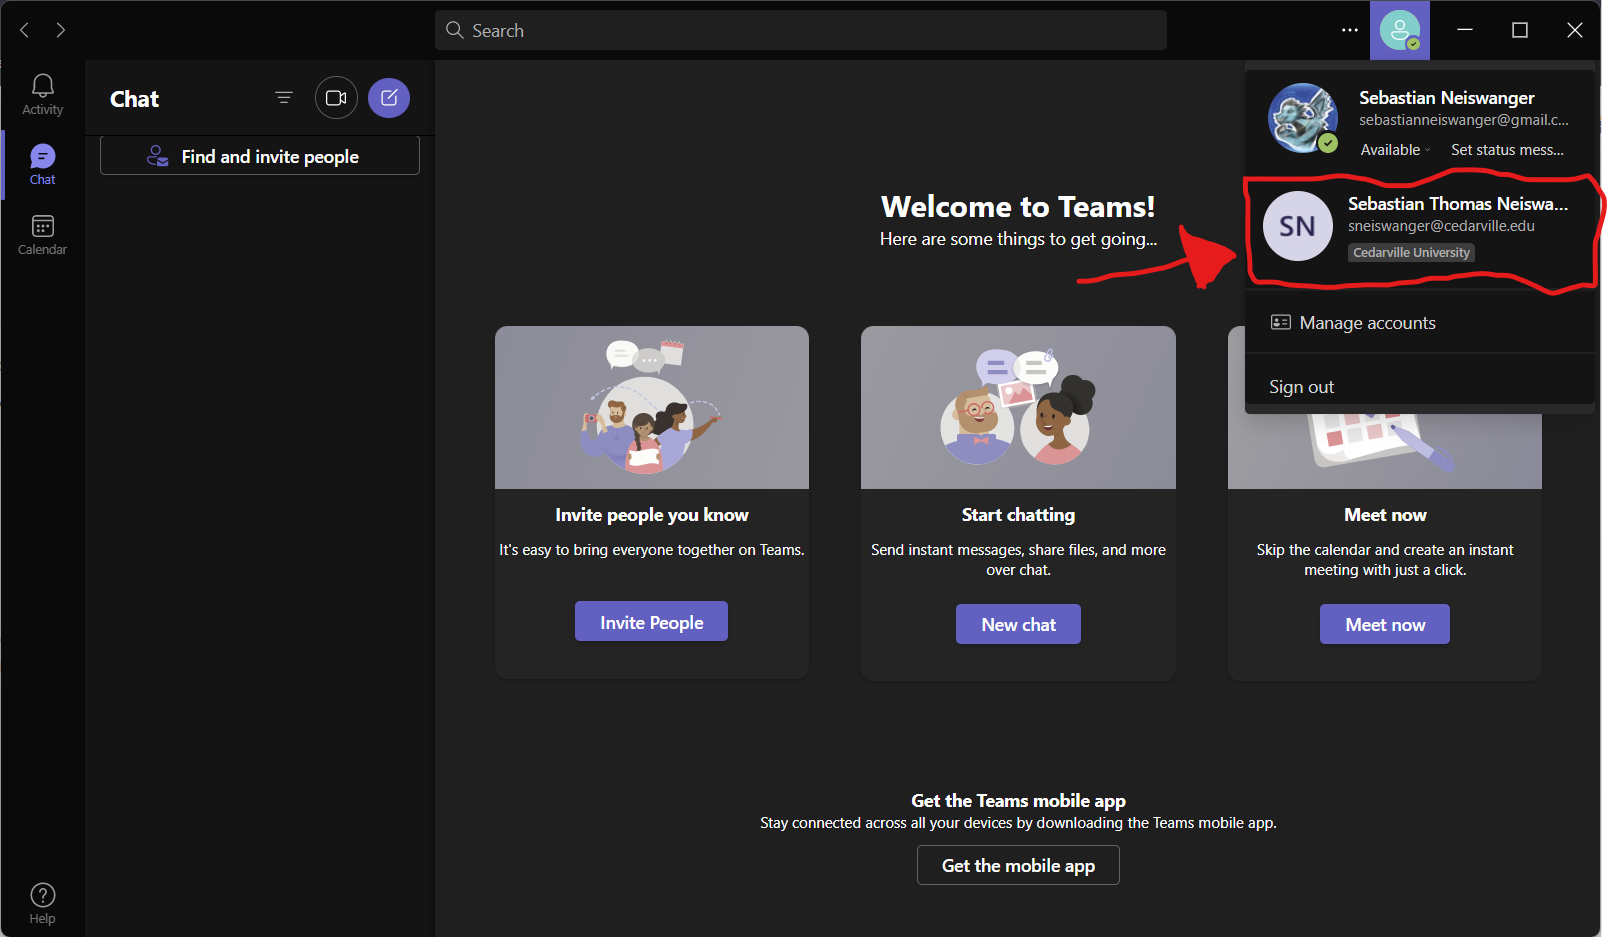 Search
Activity
Chat
Calendar
Help
Chat
Find and invite people
Sebastian Neiswanger
sebastianneiswanger@gmail.c...
Available
Set status mess...
SN
Sebastian Thomas Neiswa...
sneiswanger@cedarville.edu
Cedarville University
Manage accounts
Sign out
Welcome to Teams!
Here are some things to get going...
Invite people you know
It's easy to bring everyone together on Teams.
Invite People
Start chatting
Send instant messages, share files, and more
over chat.
New chat
Meet now
Skip the calendar and create an instant
meeting with just a click.
Meet now
Get the Teams mobile app
Stay connected across all your devices by downloading the Teams mobile app.
Get the mobile app